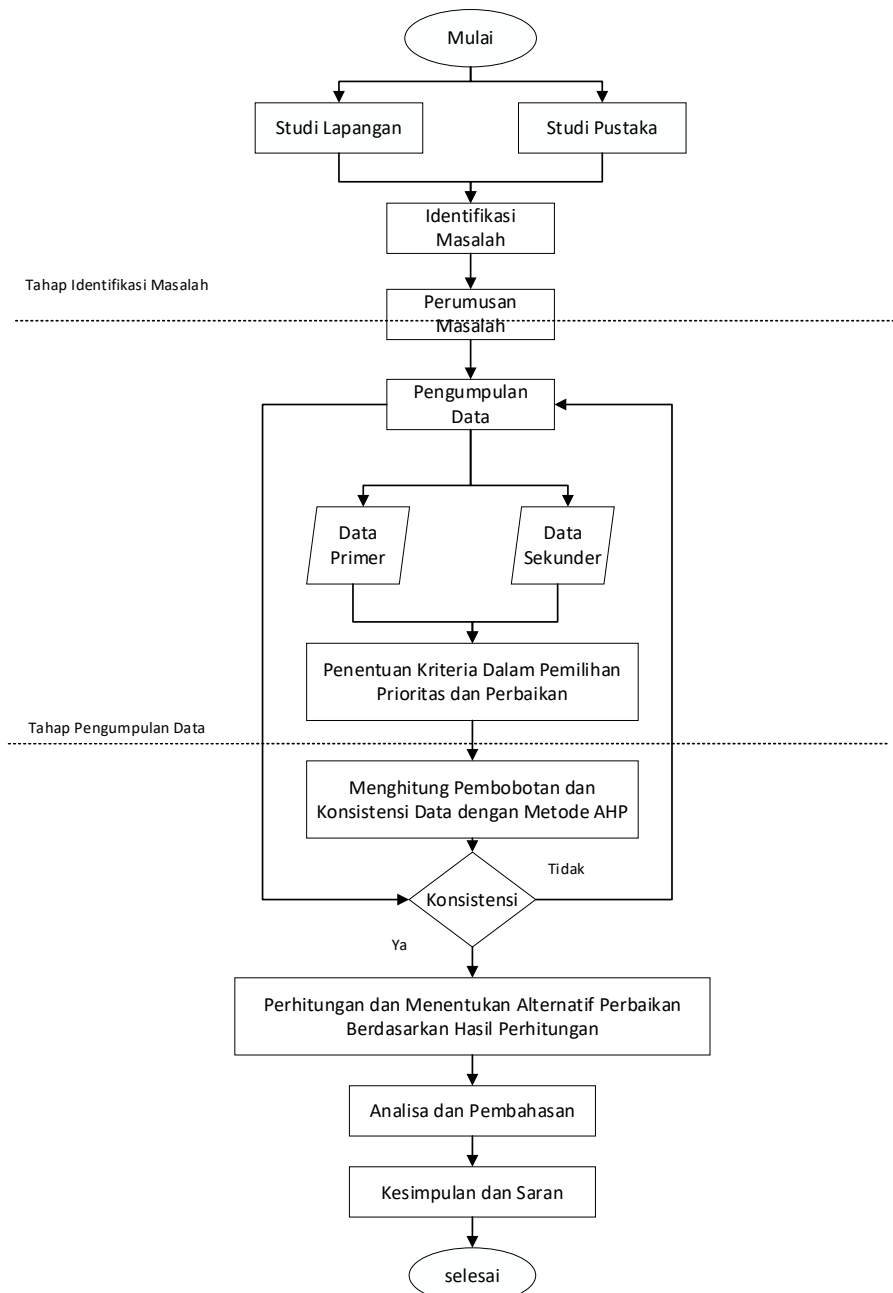 Mulai
Studi Lapangan
Studi Pustaka
Identifikasi
Masalah
Tahap Identifikasi Masalah
Perumusan
Masalah
Pengumpulan
Data
Data
Primer
Data
Sekunder
Penentuan Kriteria Dalam Pemilihan
Prioritas dan Perbaikan
Tahap Pengumpulan Data
Menghitung Pembobotan dan
Konsistensi Data dengan Metode AHP
Tidak
Konsistensi
Ya
Perhitungan dan Menentukan Alternatif Perbaikan
Berdasarkan Hasil Perhitungan
Analisa dan Pembahasan
Kesimpulan dan Saran
selesai